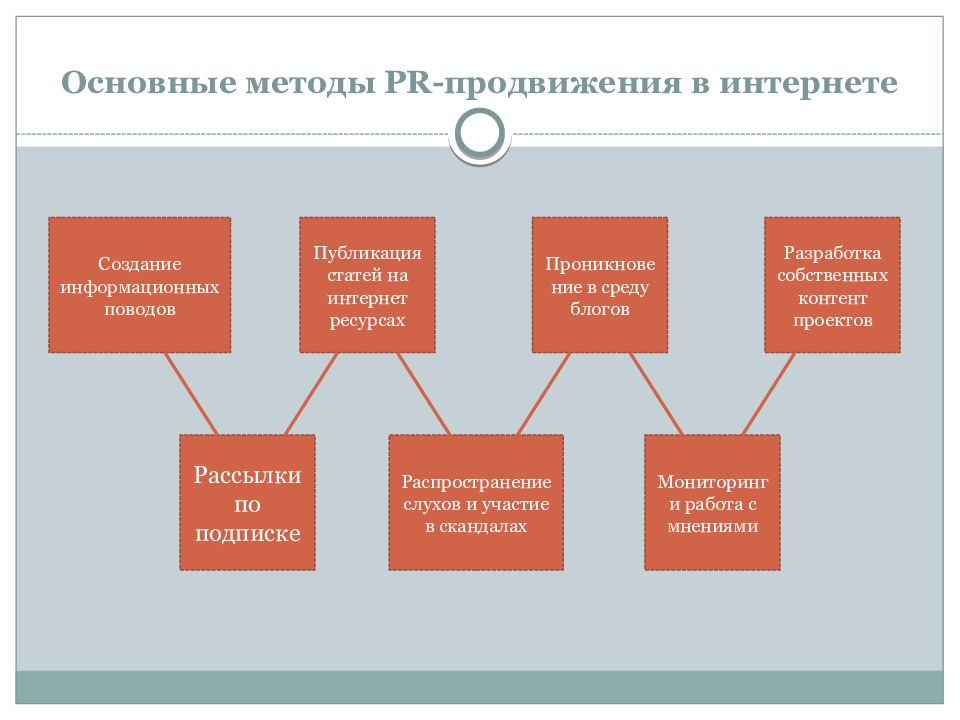 Основные методы PR-продвижения в интернете
Создание
информационных
поводов
Публикация
статей на
интернет
ресурсах
Проникнове
ние в среду
блогов
Разработка
собственных
контент
проектов
Рассылки
по
подписке
Распространение
слухов и участие
в скандалах
Мониторинг
и работа с
мнениями